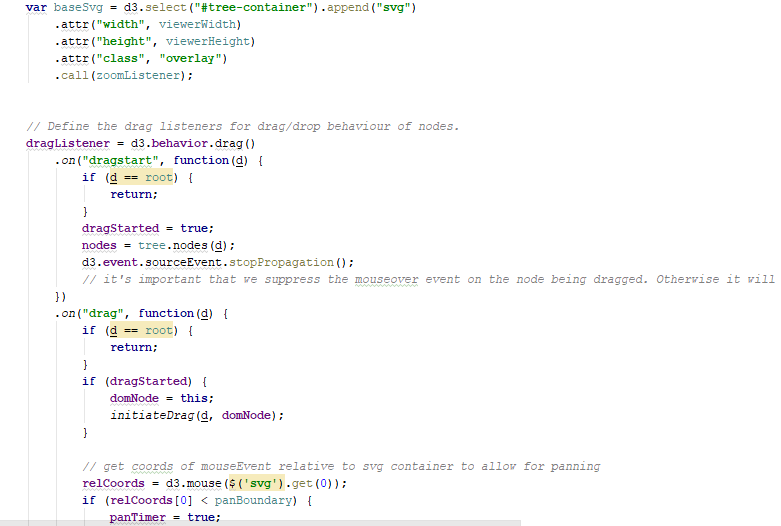 var baseSvg = d3.select("#tree-container").append("svg")
.attr("width", viewerWidth)
.attr("height", viewerHeight)
.attr("class", "overlay")
.call(zoomListener);
// Define the drag listeners for drag/drop behaviour of nodes.
dragListener = d3.behavior.drag()
.on("dragstart", function(d) {
if (d == root) {
return;
}
dragStarted = true;
nodes = tree.nodes(d);
d3.event.sourceEvent.stopPropagation();
// it's important that we suppress the mouseover event on the node being dragged. Otherwise it will
})
.on("drag", function(d) {
if (d == root) {
return;
}
if (dragStarted) {
domNode = this;
initiateDrag(d, domNode);
}
// get coords of mouseEvent relative to svg container to allow for panning
relCoords = d3.mouse($('svg').get(0));
if (relCoords[0] < panBoundary) {
panTimer = true;